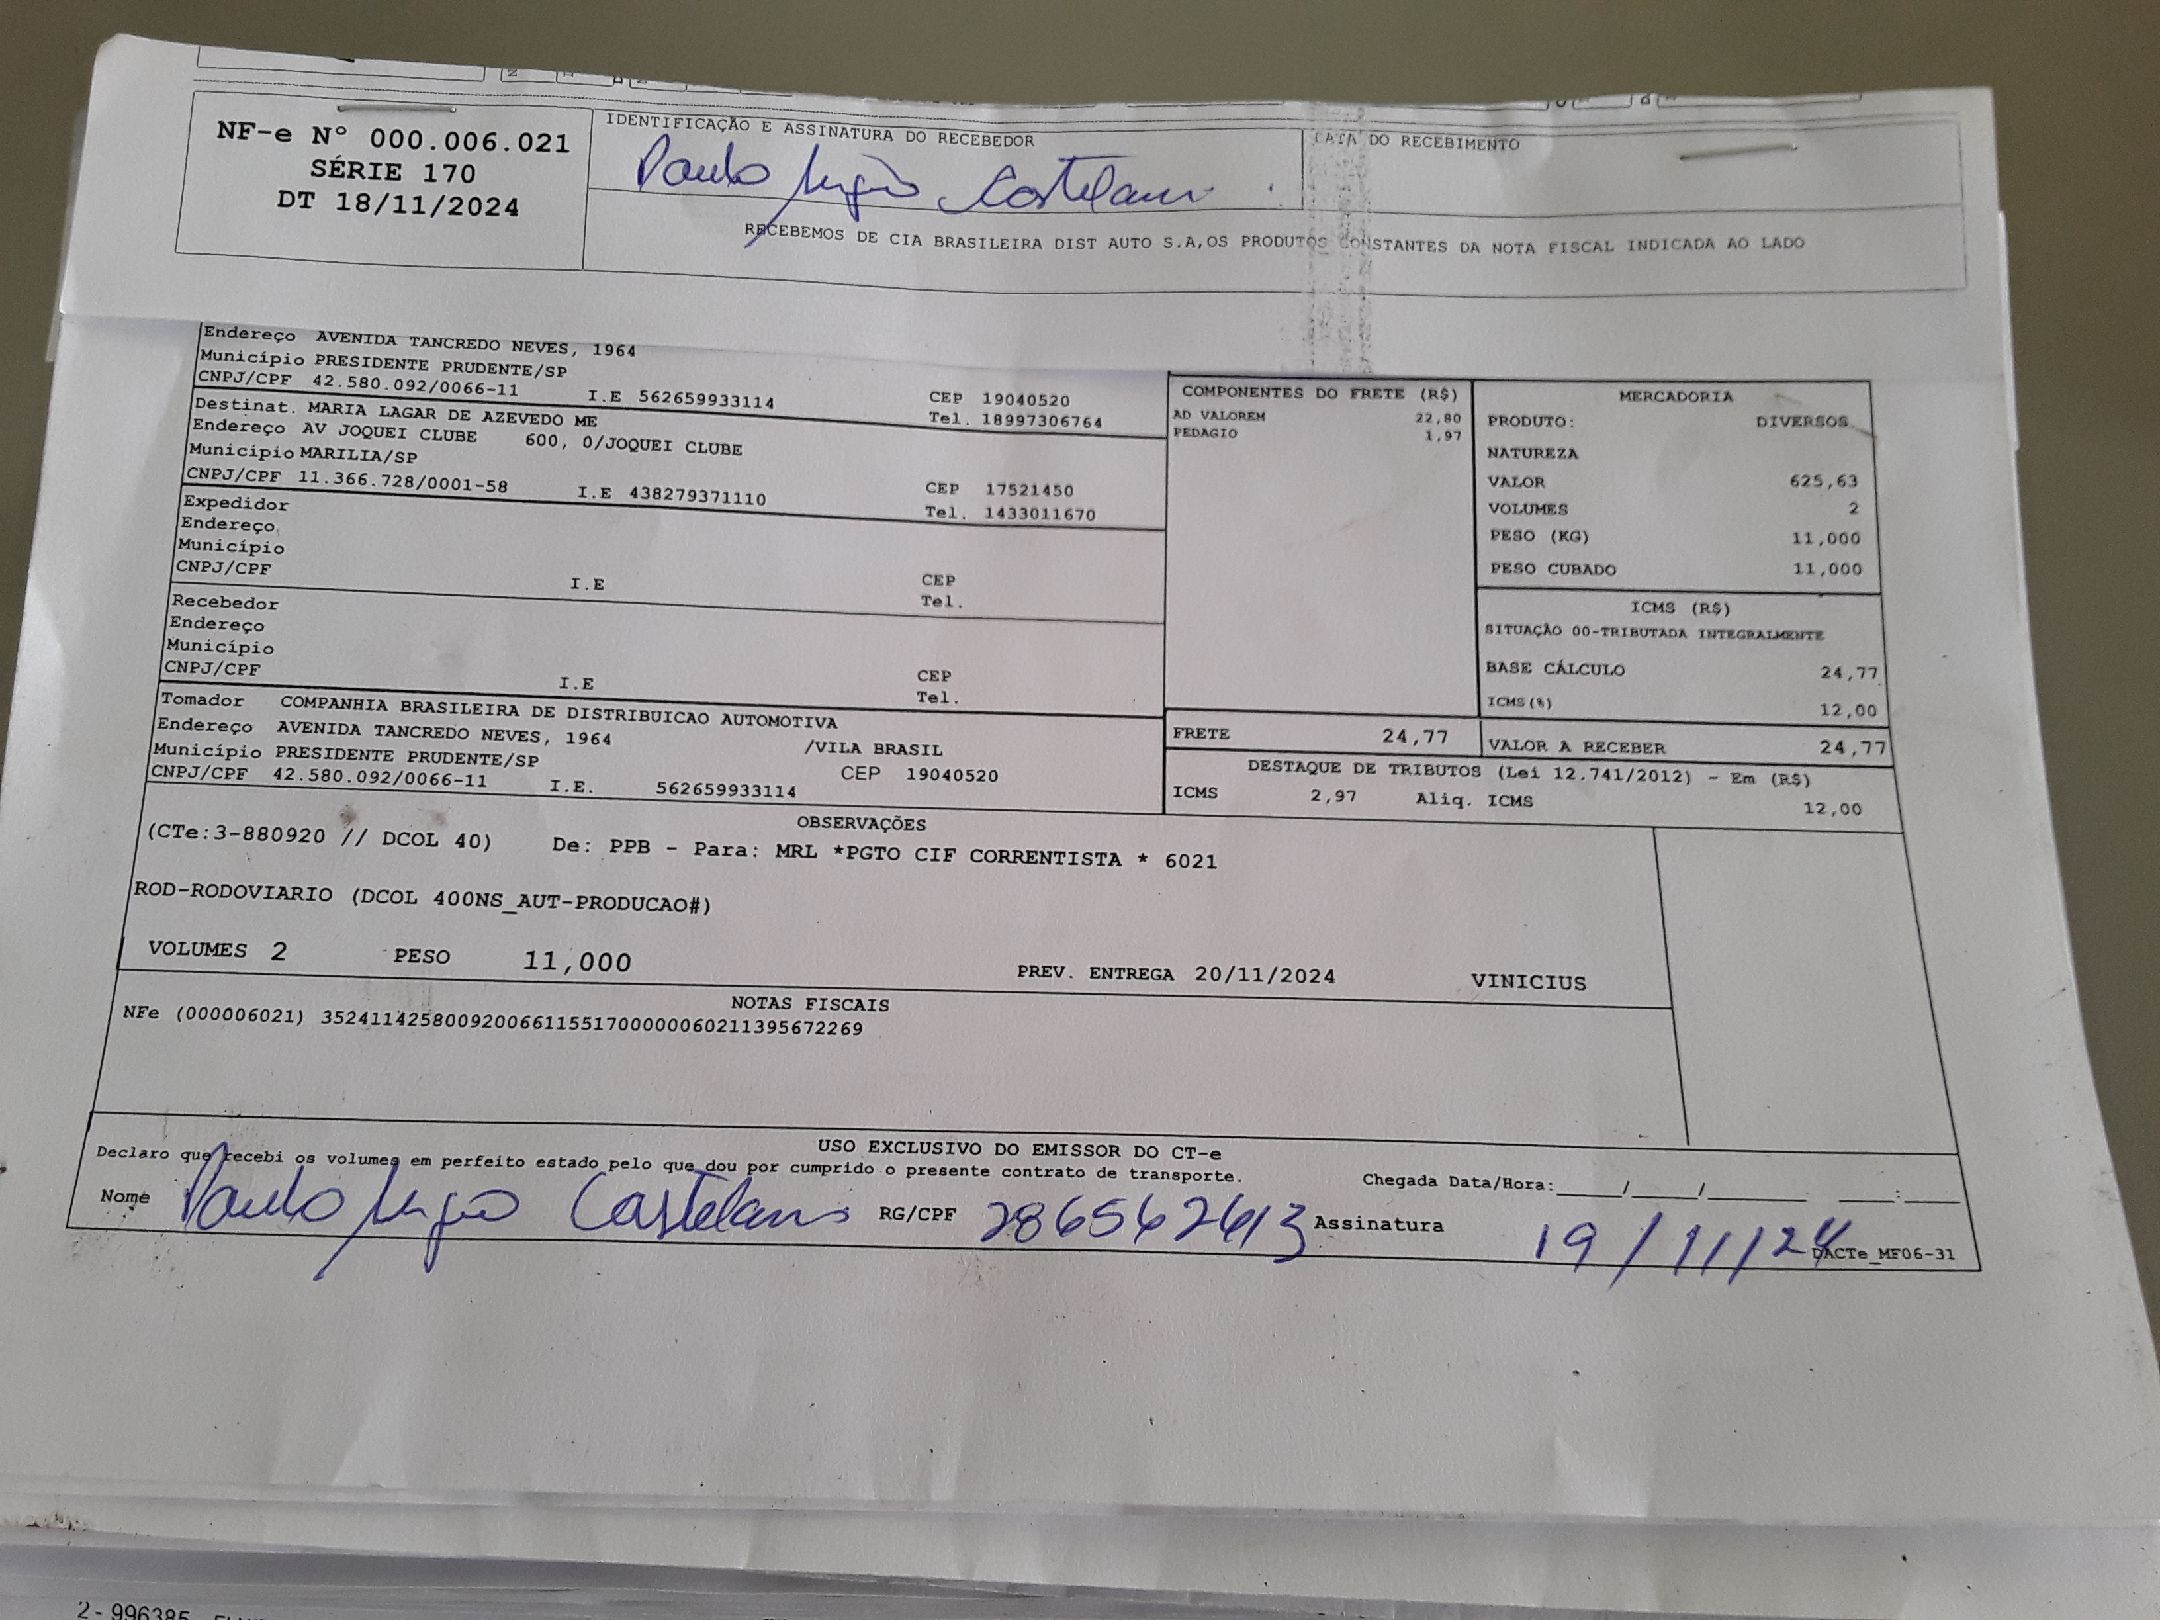 NF-e Nº 000.006.021
SÉRIE 170
DT 18/11/2024
IDENTIFICAÇÃO E ASSINATURA DO RECEBEDOR
Paulo Castelani
DATA DO RECEBIMENTO
RECEBEMOS DE CIA BRASILEIRA DIST AUTO S.A,OS PRODUTOS CONSTANTES DA NOTA FISCAL INDICADA AO LADO
Endereço AVENIDA TANCREDO NEVES, 1964
Município PRESIDENTE PRUDENTE/SP
CNPJ/CPF 42.580.092/0066-11 I.E 562659933114 CEP 19040520
Tel. 18997306764
Destinat. MARIA LAGAR DE AZEVEDO ME
Endereço AV JOQUEI CLUBE 600, 0/JOQUEI CLUBE
Município MARILIA/SP
CNPJ/CPF 11.366.728/0001-58 I.E 438279371110 CEP 17521450
Tel. 1433011670
Expedidor
Endereço
Município
CNPJ/CPF I.E CEP
Tel.
Recebedor
Endereço
Município
CNPJ/CPF I.E CEP
Tel.
Tomador COMPANHIA BRASILEIRA DE DISTRIBUICAO AUTOMOTIVA
Endereço AVENIDA TANCREDO NEVES, 1964 /VILA BRASIL
Município PRESIDENTE PRUDENTE/SP CEP 19040520
CNPJ/CPF 42.580.092/0066-11 I.E. 562659933114
COMPONENTES DO FRETE (R$)
AD VALOREM 22,80
PEDAGIO 1,97
MERCADORIA
PRODUTO: DIVERSOS
NATUREZA
VALOR 625,63
VOLUMES 2
PESO (KG) 11,000
PESO CUBADO 11,000
ICMS (R$)
SITUAÇÃO 00-TRIBUTADA INTEGRALMENTE
BASE CÁLCULO 24,77
ICMS(%) 12,00
FRETE 24,77 VALOR A RECEBER 24,77
DESTAQUE DE TRIBUTOS (Lei 12.741/2012) - Em (R$)
ICMS 2,97 Aliq. ICMS 12,00
OBSERVAÇÕES
(CTe:3-880920 // DCOL 40) De: PPB - Para: MRL *PGTO CIF CORRENTISTA * 6021
ROD-RODOVIARIO (DCOL 400NS_AUT-PRODUCAO#)
VOLUMES 2 PESO 11,000 PREV. ENTREGA 20/11/2024 VINICIUS
NOTAS FISCAIS
NFe (000006021) 35241142580092006611551700000060211395672269
USO EXCLUSIVO DO EMISSOR DO CT-e
Declaro que recebi os volumes em perfeito estado pelo que dou por cumprido o presente contrato de transporte.
Chegada Data/Hora:____/____/______ ___:___
Nome Paulo Castelani RG/CPF 286562613 Assinatura 19/11/24
DACTe_MF06-31
2-996385